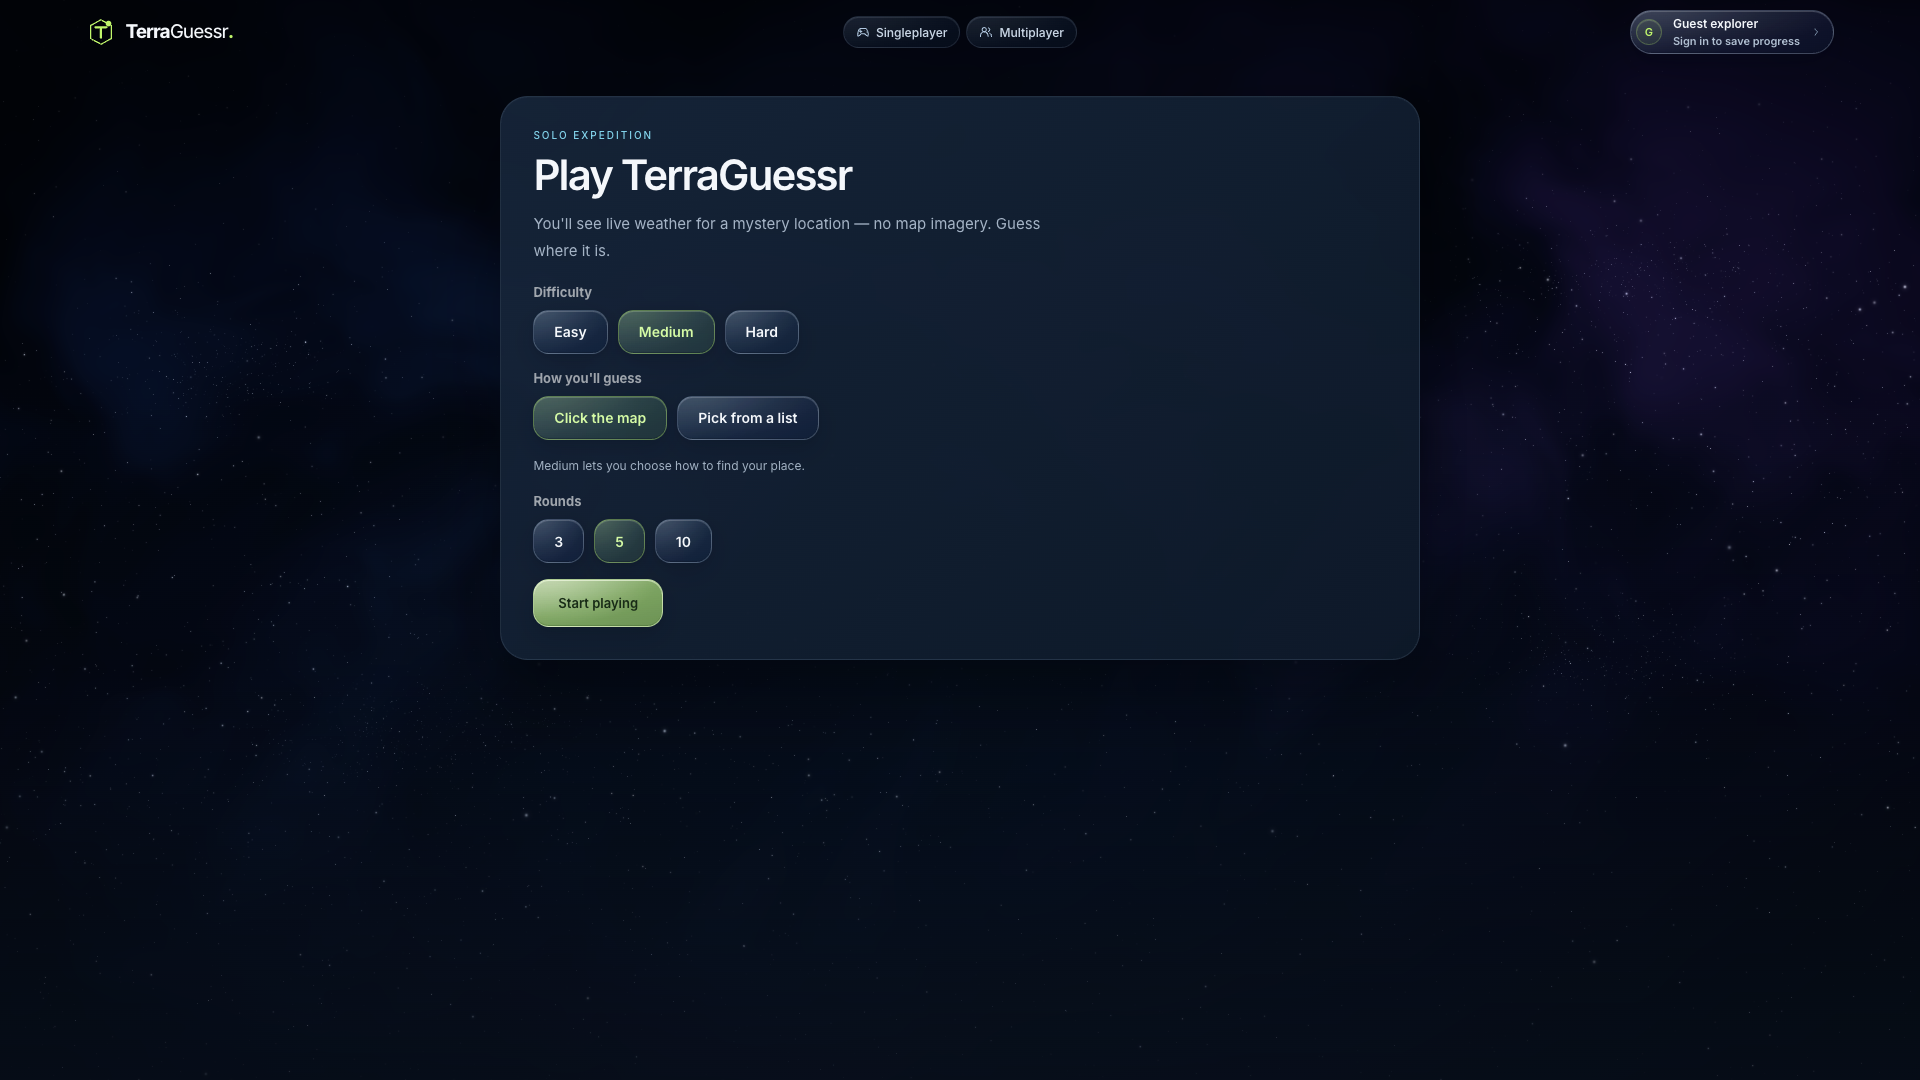 TerraGuessr.
Singleplayer
Multiplayer
G
Guest explorer
Sign in to save progress
SOLO EXPEDITION
Play TerraGuessr
You'll see live weather for a mystery location — no map imagery. Guess
where it is.
Difficulty
Easy
Medium
Hard
How you'll guess
Click the map
Pick from a list
Medium lets you choose how to find your place.
Rounds
3
5
10
Start playing